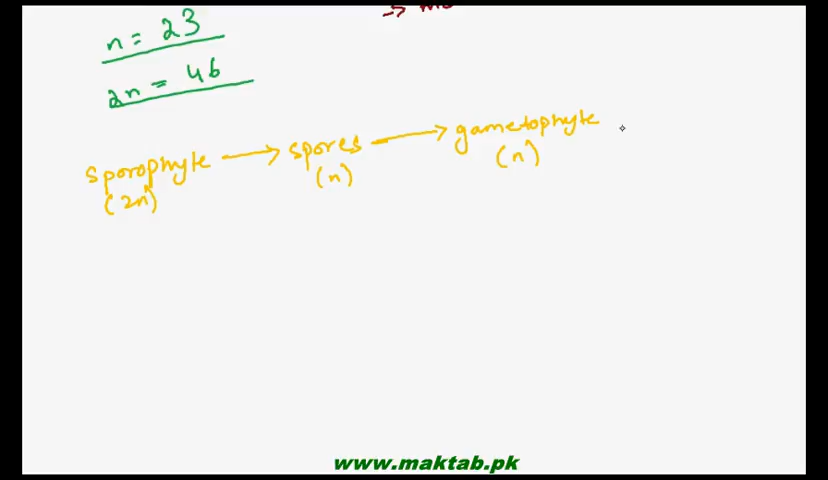 n = 23
2n = 46
sporophyte → spores → gametophyte
(2n) (n) (n)
www.maktab.pk